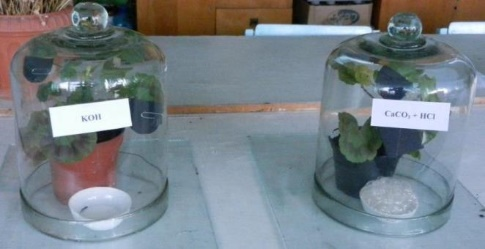 KOH
CaCO₃ + HCl